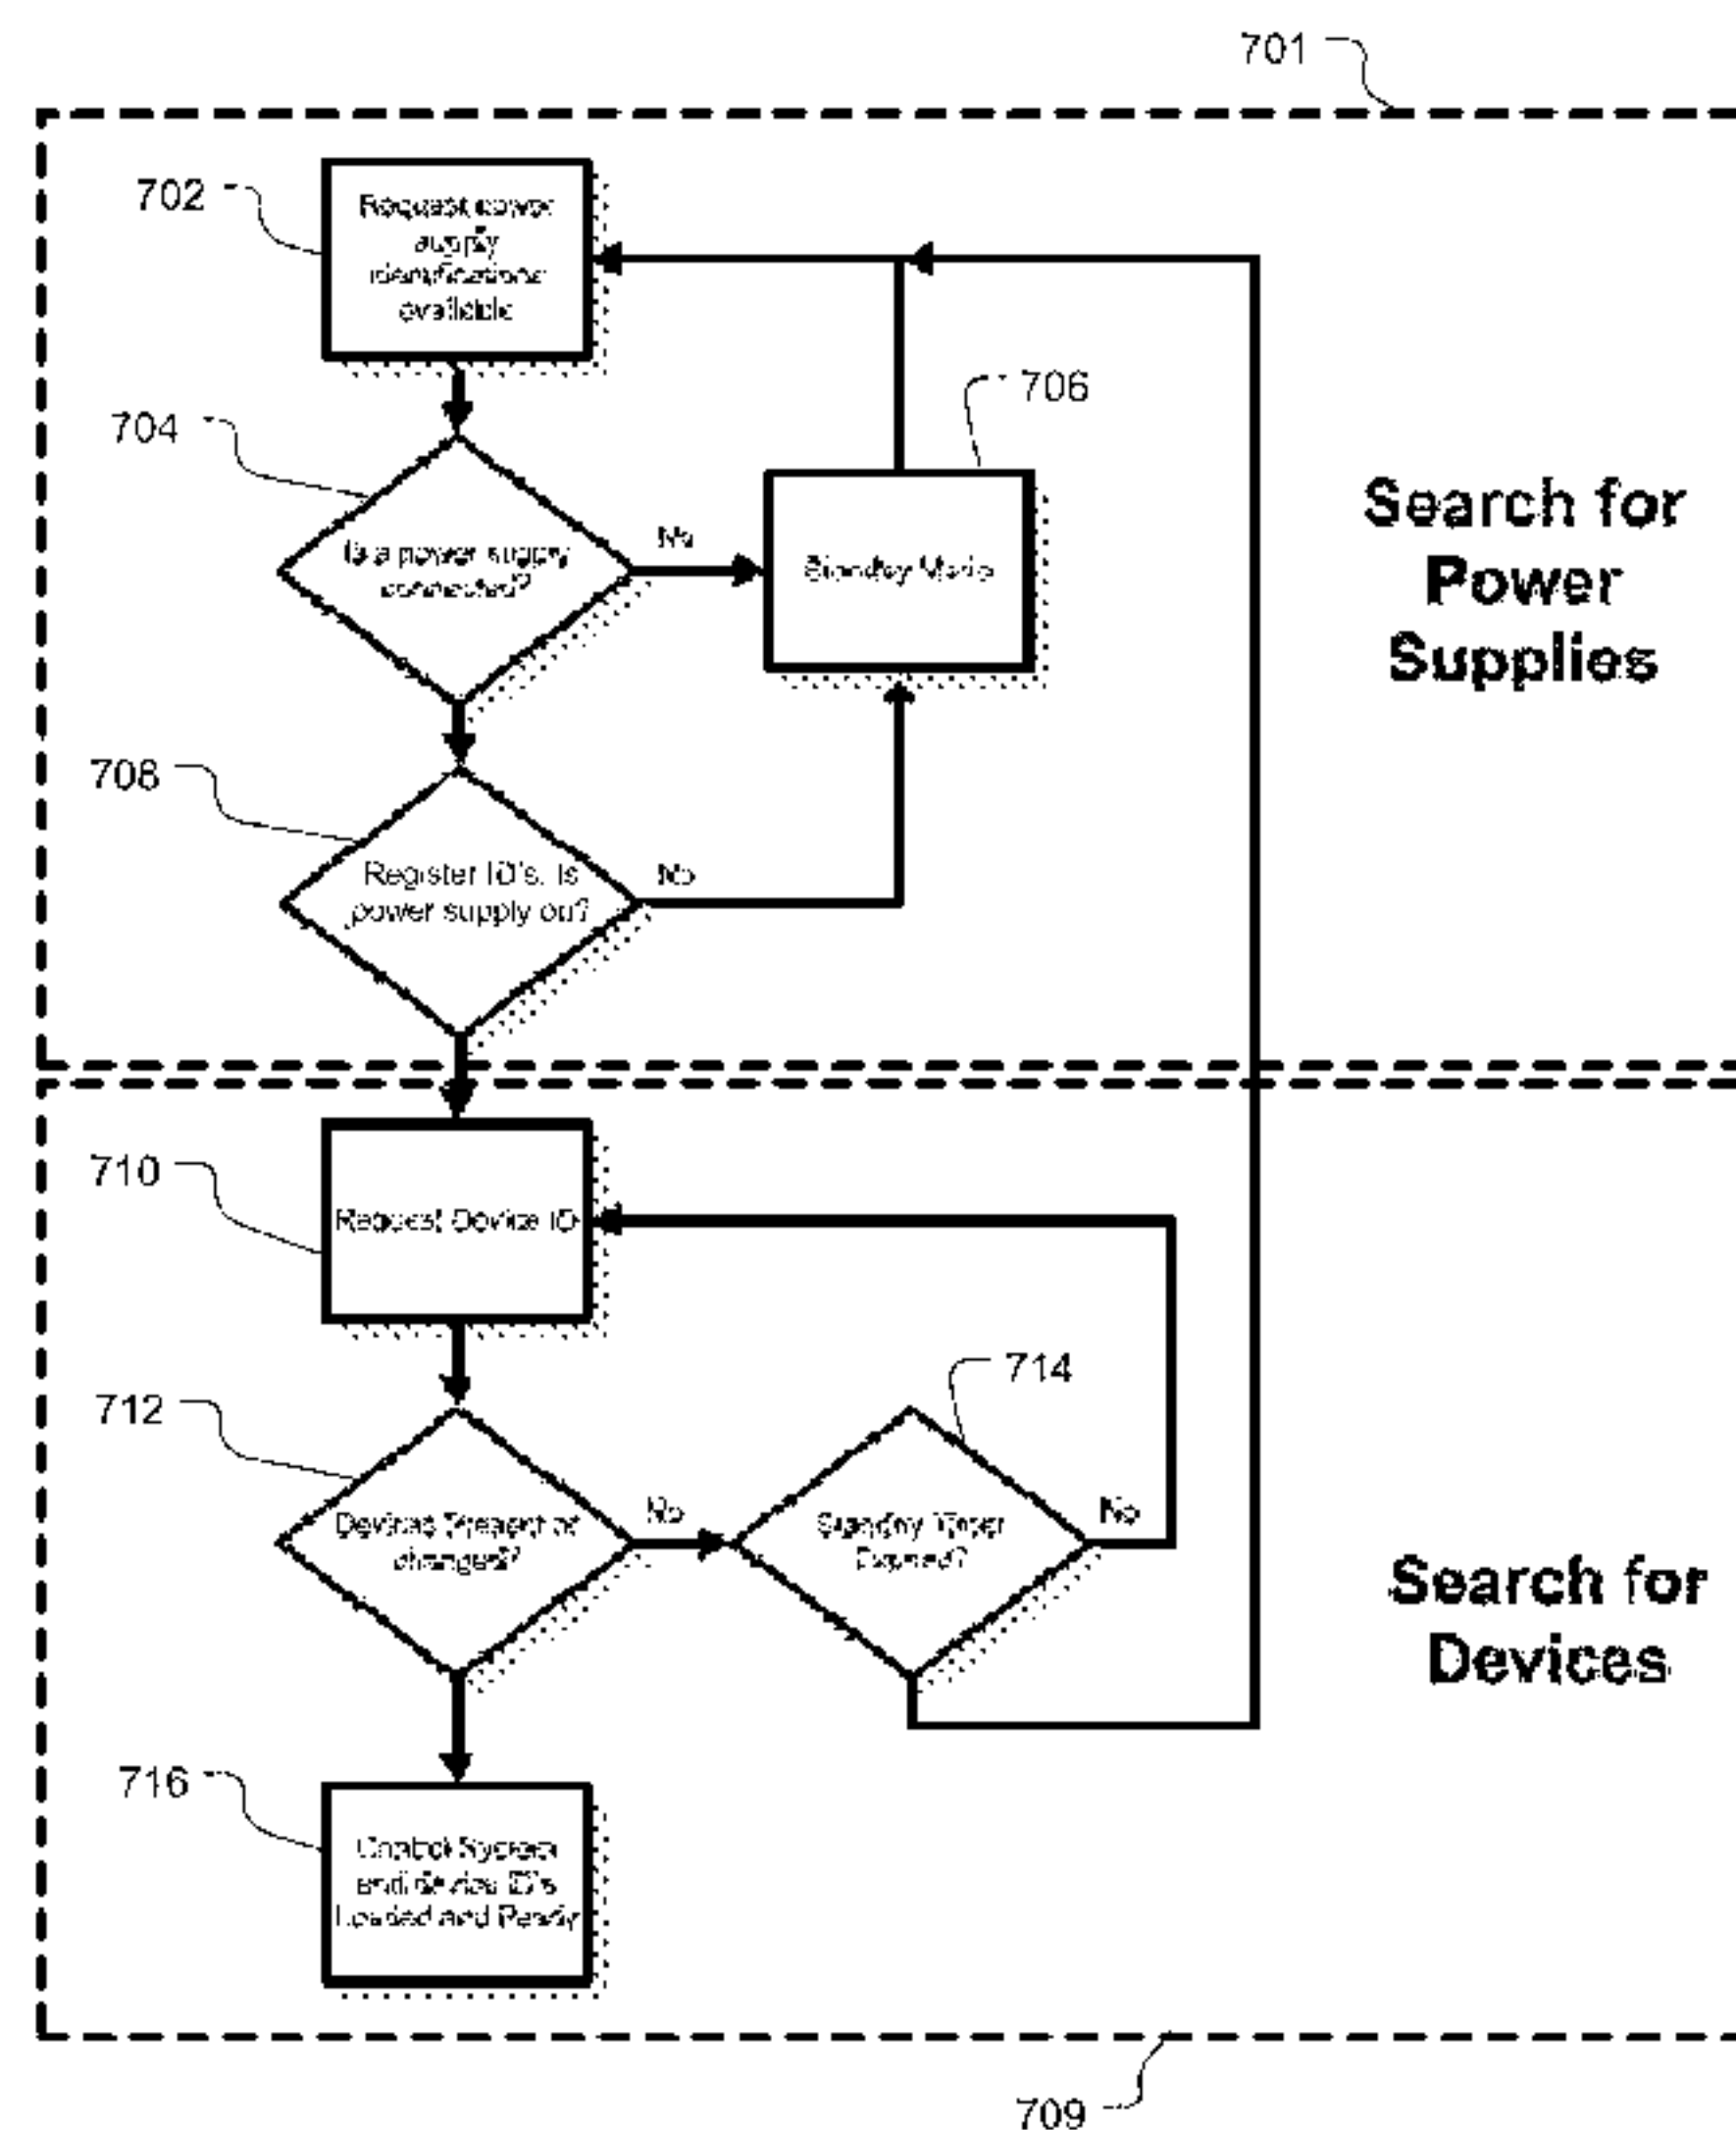 701
702
Request power
supply
identifications
available
704
Is a power supply
connected?
No
706
Standby Mode
Search for
Power
Supplies
708
Register ID's. Is
power supply on?
No
710
Request Device ID
712
Devices Present or
changed?
No
714
Standby Timer
Expired?
No
Search for
Devices
716
Control System
and device ID's
Loaded and Ready
709